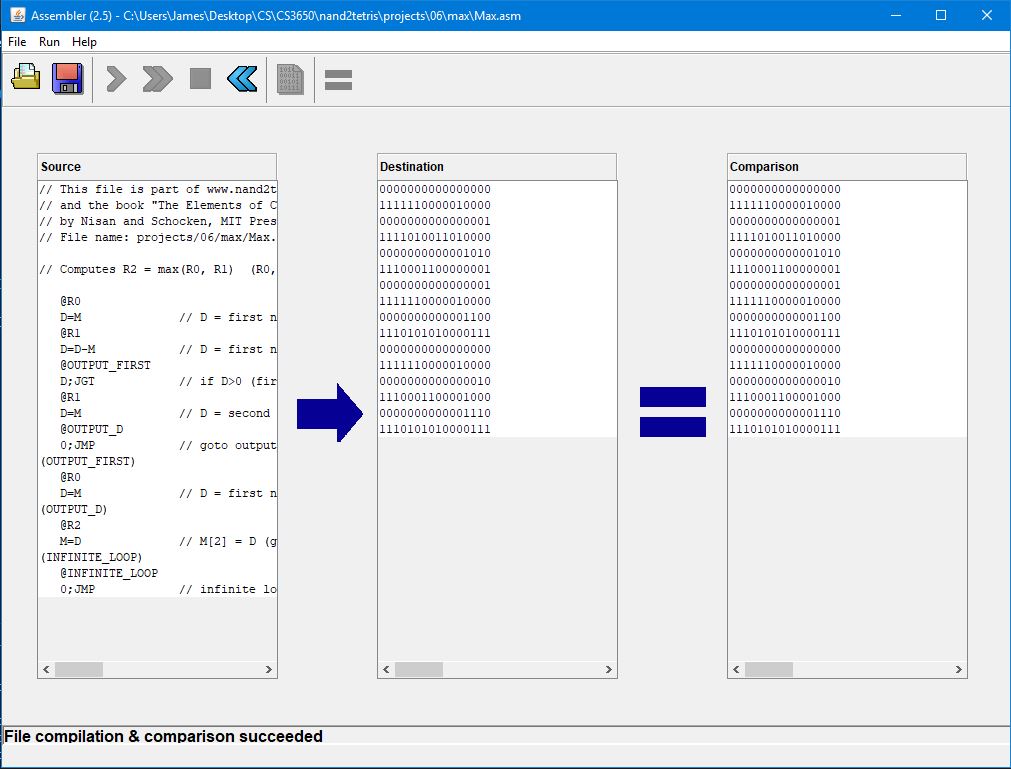 Assembler (2.5) - C:\Users\James\Desktop\CS\CS3650\nand2tetris\projects\06\max\Max.asm
File Run Help
Source
// This file is part of www.nand2t
// and the book "The Elements of C
// by Nisan and Schocken, MIT Pres
// File name: projects/06/max/Max.
// Computes R2 = max(R0, R1)  (R0,
@R0
D=M // D = first n
@R1
D=D-M // D = first n
@OUTPUT_FIRST
D;JGT // if D>0 (fir
@R1
D=M // D = second
@OUTPUT_D
0;JMP // goto output
(OUTPUT_FIRST)
@R0
D=M // D = first n
(OUTPUT_D)
@R2
M=D // M[2] = D (g
(INFINITE_LOOP)
@INFINITE_LOOP
0;JMP // infinite lo
Destination
0000000000000000
1111110000010000
0000000000000001
1111010011010000
0000000000001010
1110001100000001
0000000000000001
1111110000010000
0000000000001100
1110101010000111
0000000000000000
1111110000010000
0000000000000010
1110001100001000
0000000000001110
1110101010000111
Comparison
0000000000000000
1111110000010000
0000000000000001
1111010011010000
0000000000001010
1110001100000001
0000000000000001
1111110000010000
0000000000001100
1110101010000111
0000000000000000
1111110000010000
0000000000000010
1110001100001000
0000000000001110
1110101010000111
File compilation & comparison succeeded